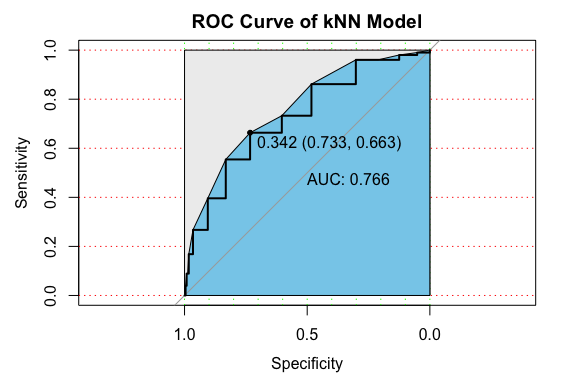 ROC Curve of kNN Model
Sensitivity
1.0
0.8
0.6
0.4
0.2
0.0
0.342 (0.733, 0.663)
AUC: 0.766
1.0 0.5 0.0
Specificity